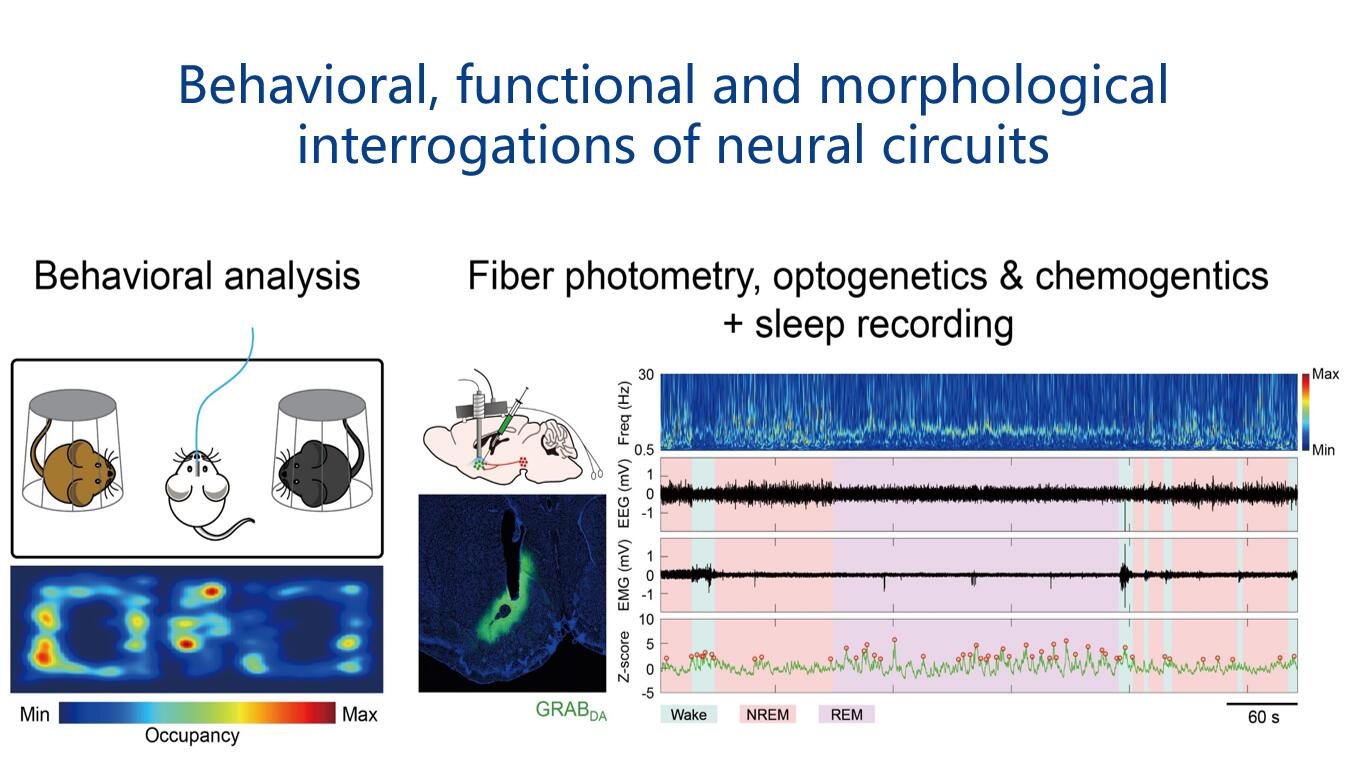 Behavioral, functional and morphological
interrogations of neural circuits
Behavioral analysis
Fiber photometry, optogenetics & chemogentics
+ sleep recording
Min
Max
Occupancy
GRABDA
30
Freq (Hz)
0.5
Max
Min
EEG (mV)
1
0
-1
EMG (mV)
1
0
-1
Z-score
10
5
0
-5
Wake
NREM
REM
60 s